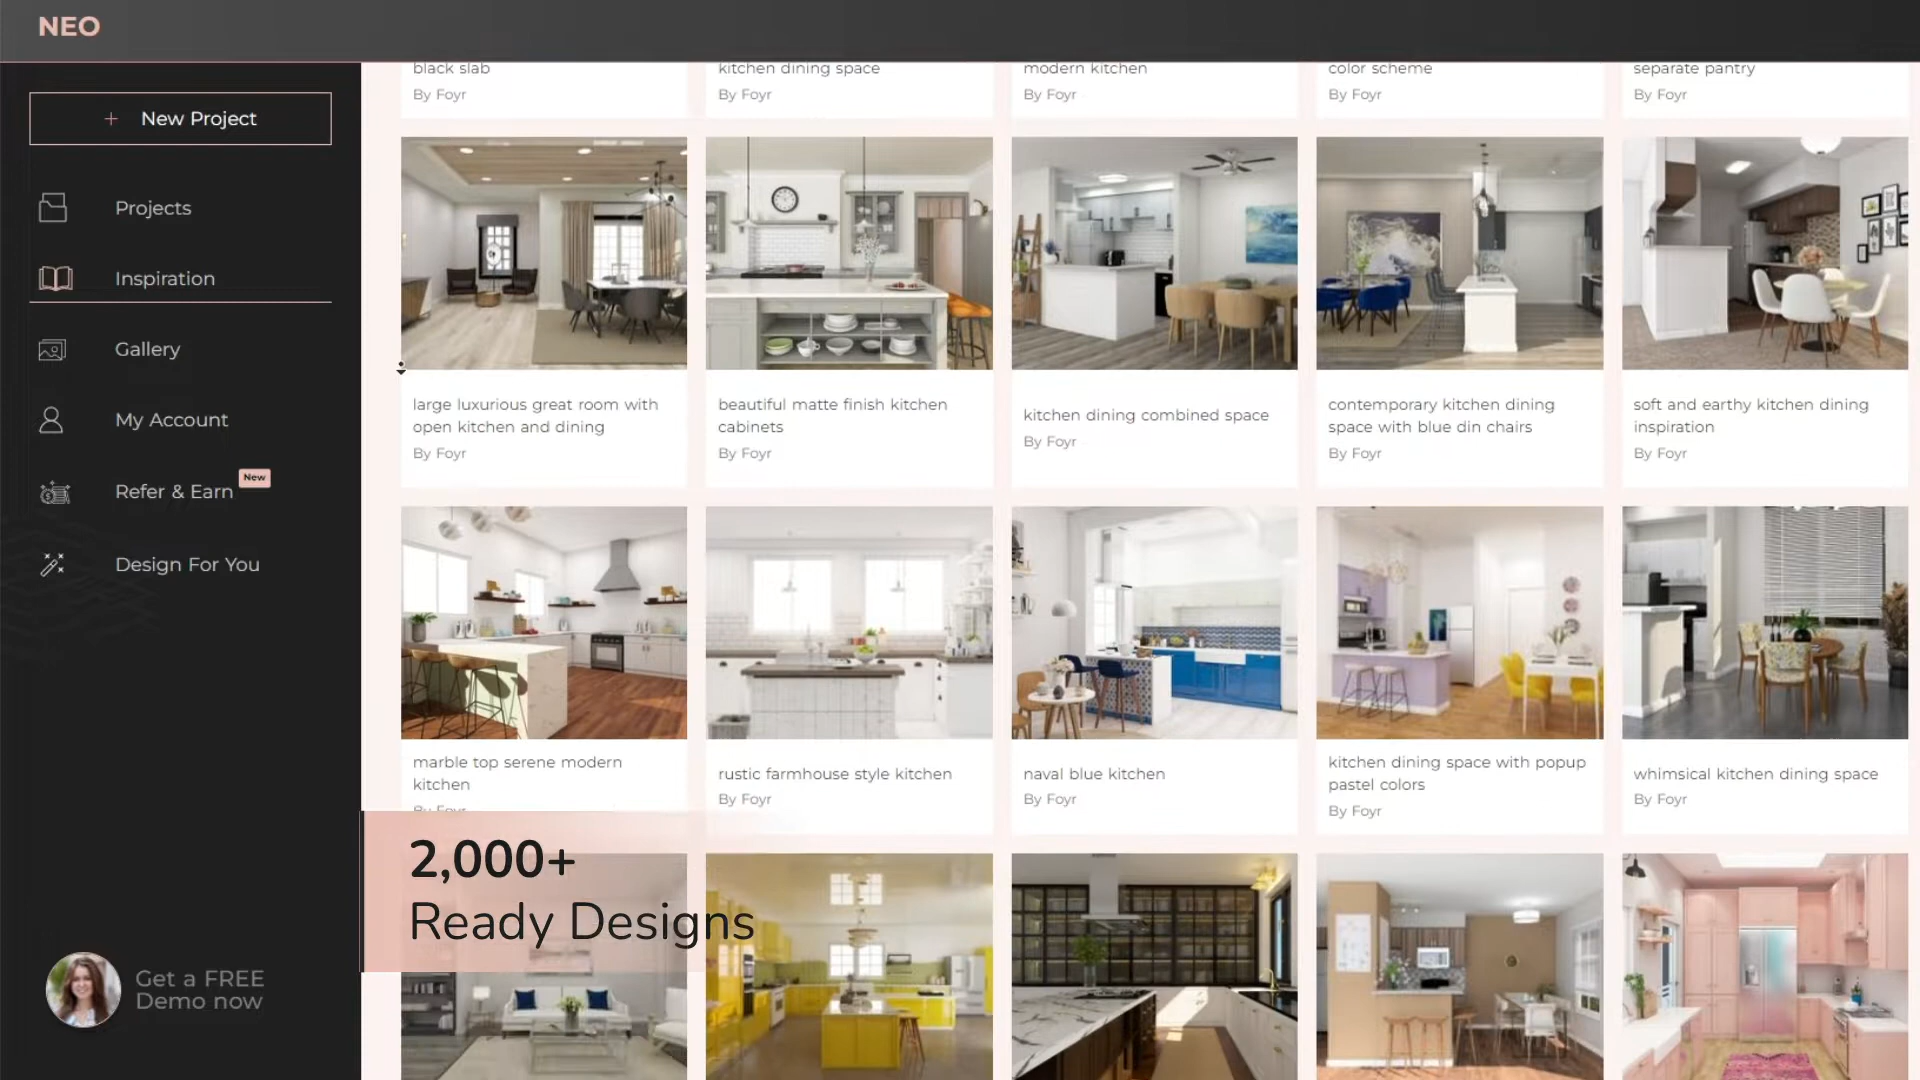 NEO
+ New Project
Projects
Inspiration
Gallery
My Account
Refer & Earn New
Design For You
Get a FREE
Demo now
black slab
By Foyr
kitchen dining space
By Foyr
modern kitchen
By Foyr
color scheme
By Foyr
separate pantry
By Foyr
large luxurious great room with
open kitchen and dining
By Foyr
beautiful matte finish kitchen
cabinets
By Foyr
kitchen dining combined space
By Foyr
contemporary kitchen dining
space with blue din chairs
By Foyr
soft and earthy kitchen dining
inspiration
By Foyr
marble top serene modern
kitchen
By Foyr
rustic farmhouse style kitchen
By Foyr
naval blue kitchen
By Foyr
kitchen dining space with popup
pastel colors
By Foyr
whimsical kitchen dining space
By Foyr
2,000+
Ready Designs